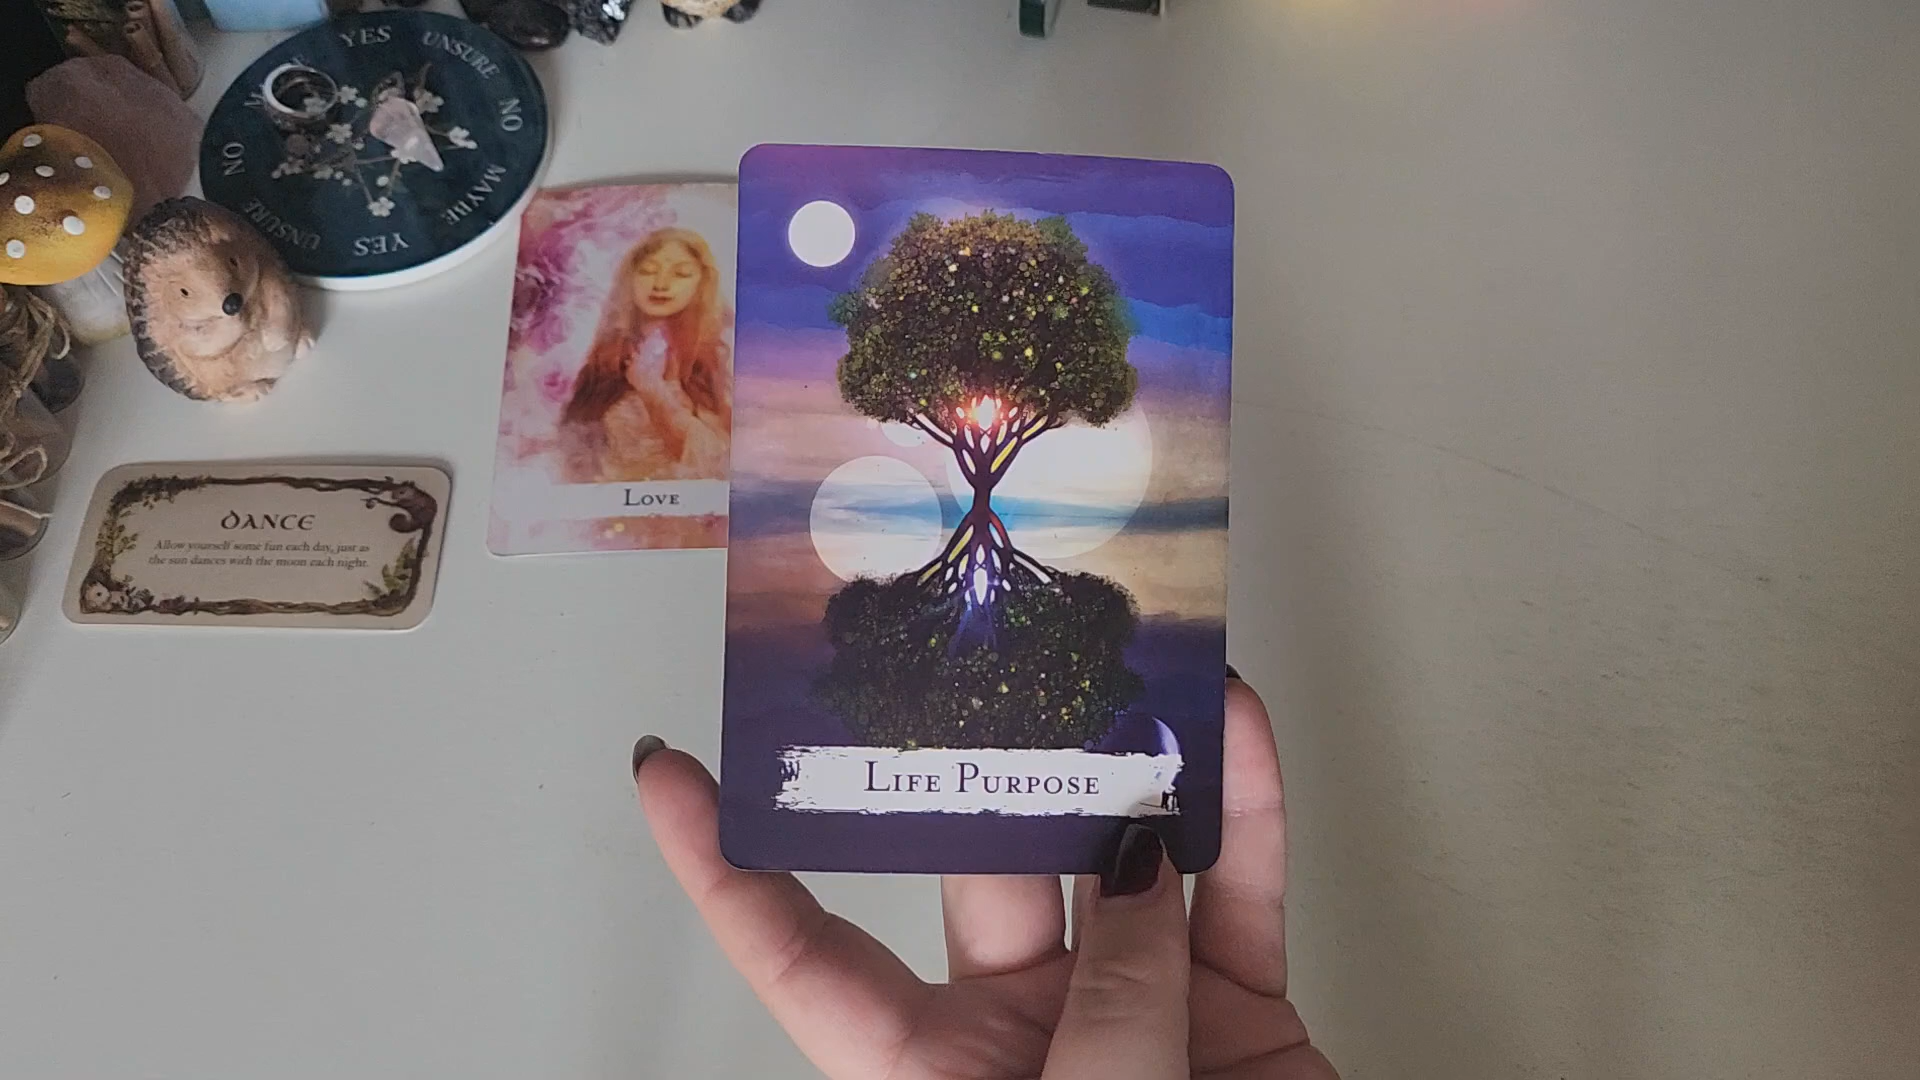 YES
UNSURE
NO
MAYBE
YES
UNSURE
NO
DANCE
Allow yourself some fun each day, just as
the sun dances with the moon each night.
LOVE
LIFE PURPOSE